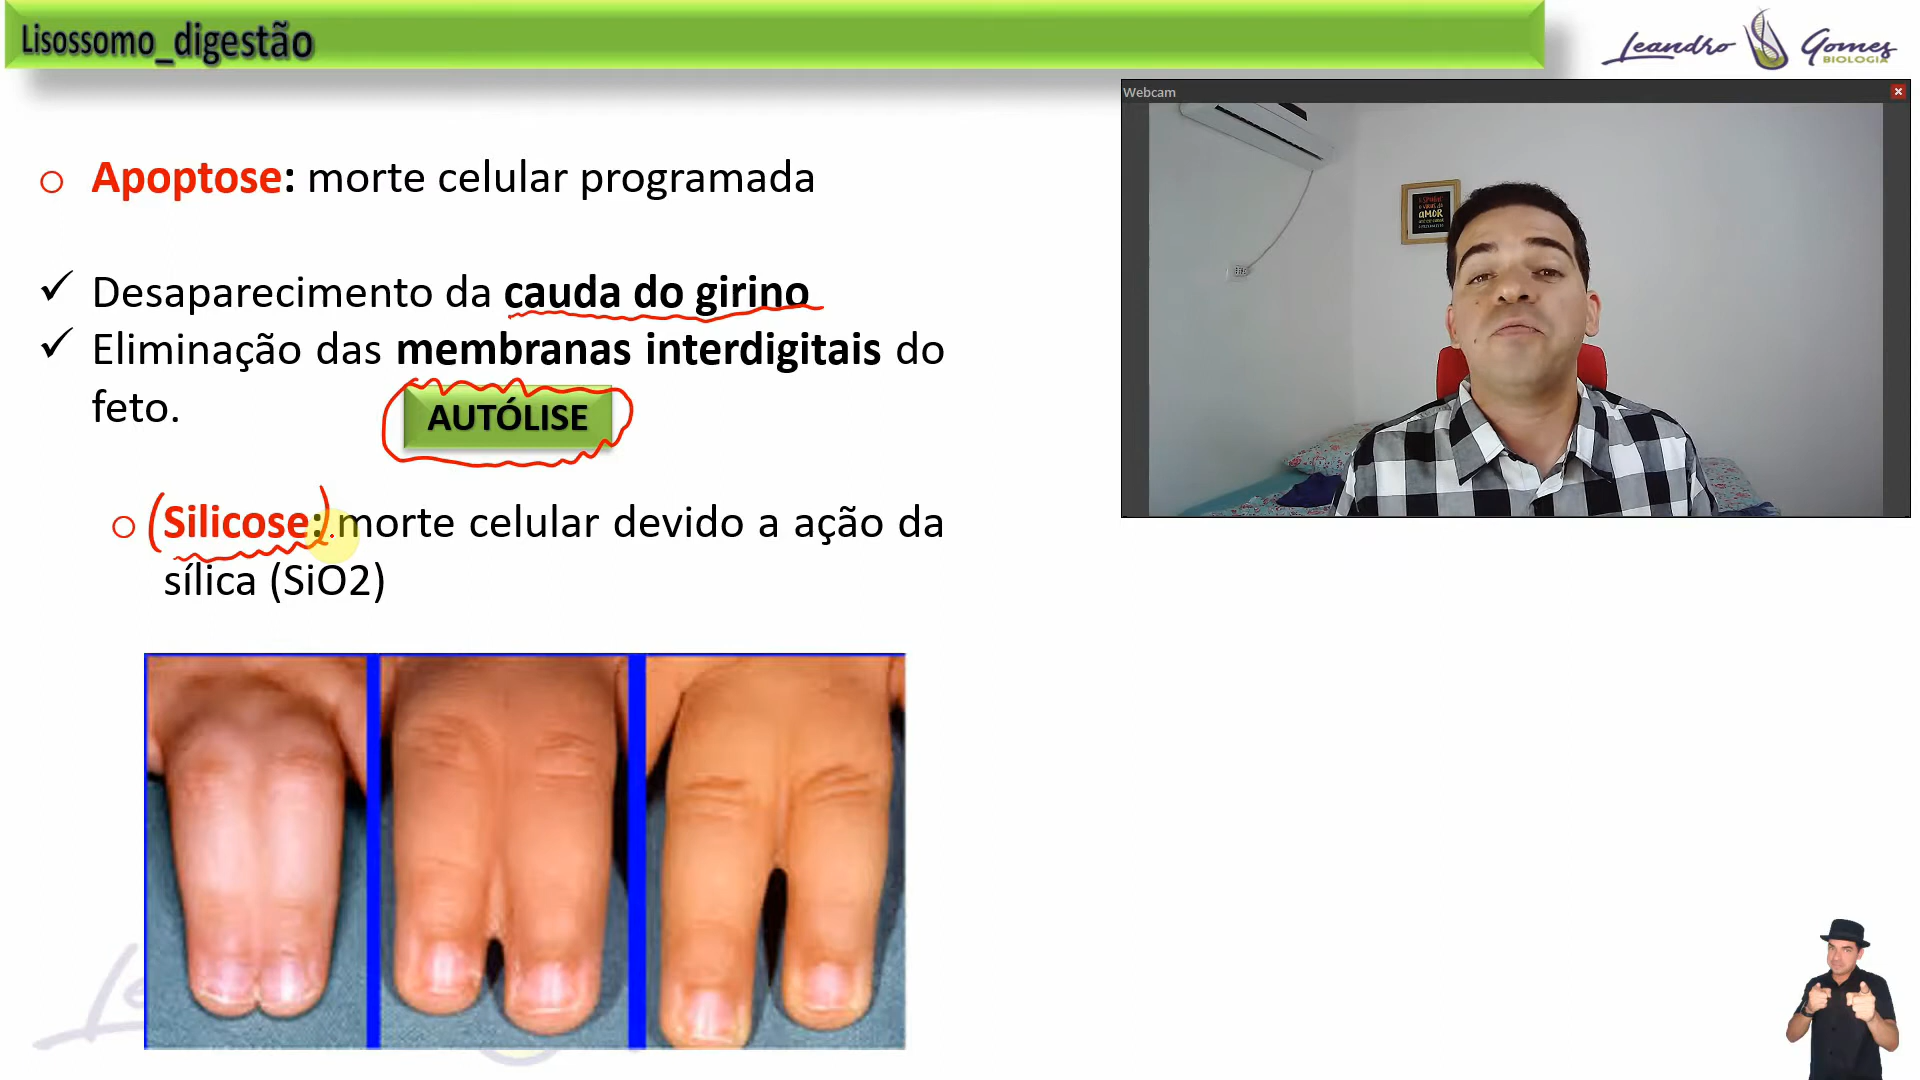 Lisossomo_digestão
Leandro Gomes
BIOLOGIA
Webcam
Apoptose: morte celular programada
Desaparecimento da cauda do girino
Eliminação das membranas interdigitais do
feto.
AUTÓLISE
(Silicose:) morte celular devido a ação da
sílica (SiO2)
AMOR